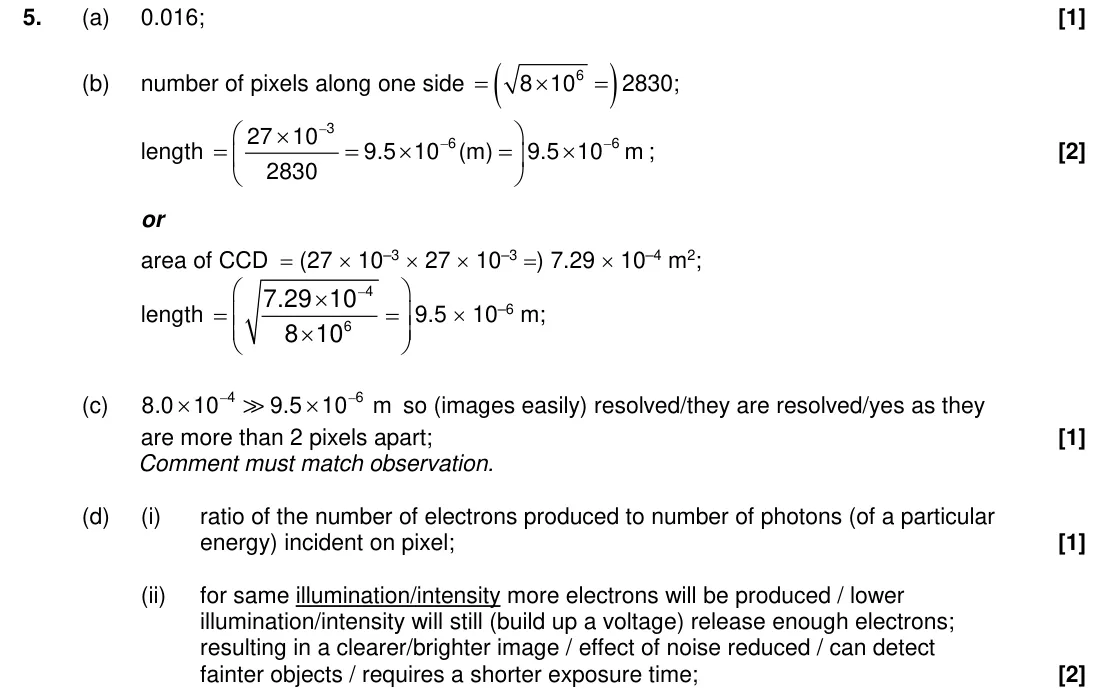 5. (a) 0.016; [1]
(b) number of pixels along one side = (√8×10⁶ =) 2830;
length = (27×10⁻³/2830 = 9.5×10⁻⁶ (m) =) 9.5×10⁻⁶ m ; [2]
or
area of CCD = (27 × 10⁻³ × 27 × 10⁻³ =) 7.29 × 10⁻⁴ m²;
length = (√(7.29×10⁻⁴/8×10⁶) =) 9.5 × 10⁻⁶ m;
(c) 8.0×10⁻⁴ ≫ 9.5×10⁻⁶ m so (images easily) resolved/they are resolved/yes as they
are more than 2 pixels apart; [1]
Comment must match observation.
(d) (i) ratio of the number of electrons produced to number of photons (of a particular
energy) incident on pixel; [1]
(ii) for same illumination/intensity more electrons will be produced / lower
illumination/intensity will still (build up a voltage) release enough electrons;
resulting in a clearer/brighter image / effect of noise reduced / can detect
fainter objects / requires a shorter exposure time; [2]